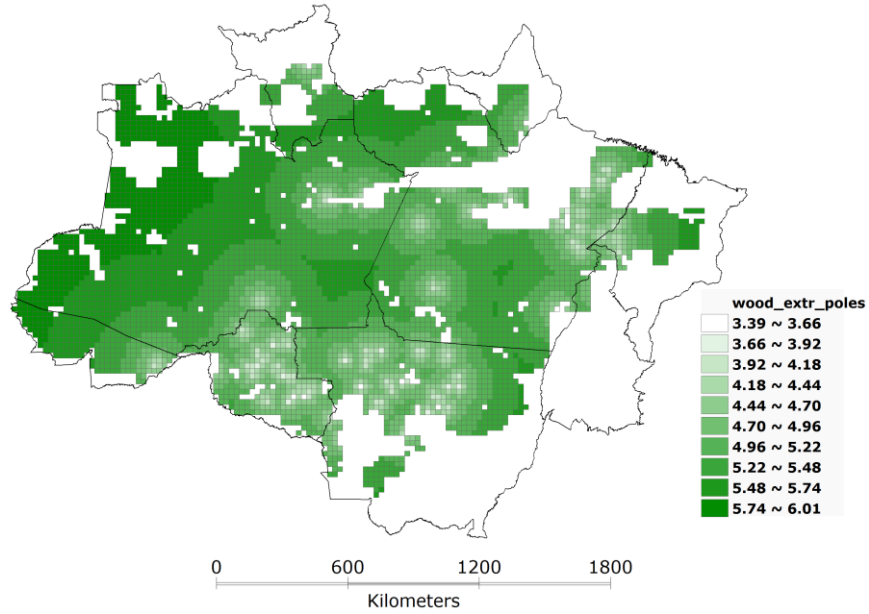 wood_extr_poles
3.39 ~ 3.66
3.66 ~ 3.92
3.92 ~ 4.18
4.18 ~ 4.44
4.44 ~ 4.70
4.70 ~ 4.96
4.96 ~ 5.22
5.22 ~ 5.48
5.48 ~ 5.74
5.74 ~ 6.01
0 600 1200 1800
Kilometers